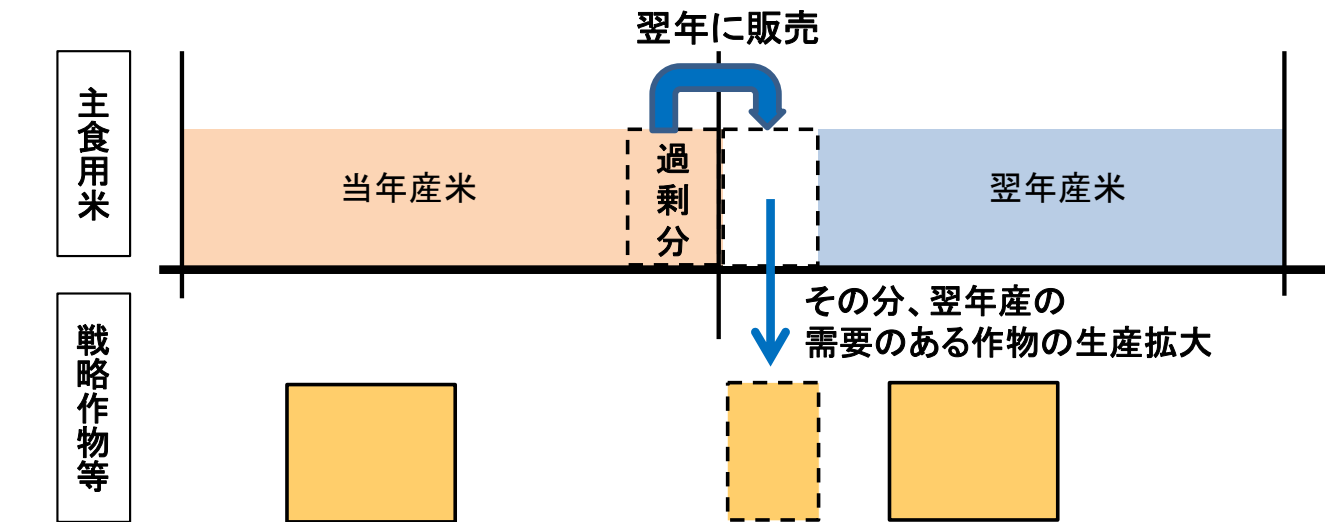 翌年に販売
主食用米
当年産米
過剰分
翌年産米
その分、翌年産の
需要のある作物の生産拡大
戦略作物等